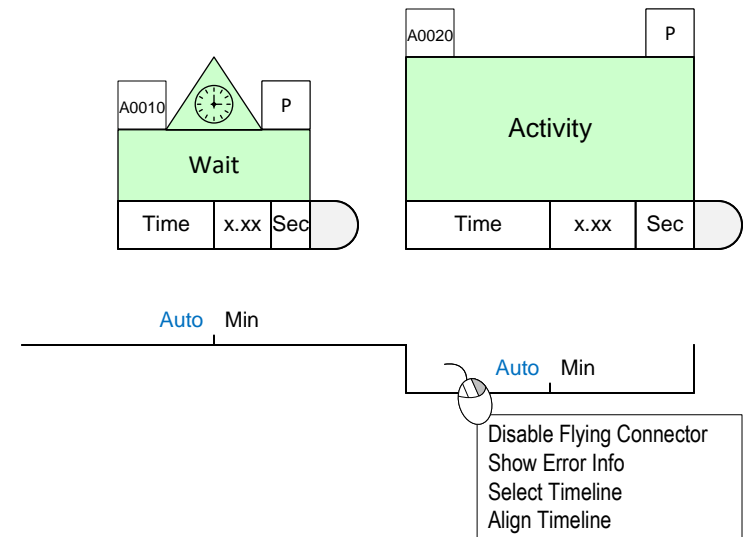 A0020 P
A0010 P
Activity
Wait
Time x.xx Sec
Time x.xx Sec
Auto Min
Auto Min
Disable Flying Connector
Show Error Info
Select Timeline
Align Timeline